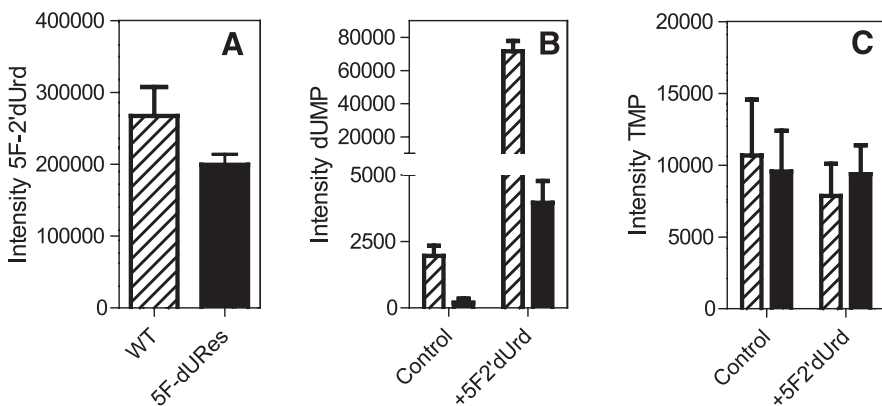 A
Intensity 5F-2'dUrd
400000
300000
200000
100000
0
WT
5F-dURes
B
Intensity dUMP
80000
60000
40000
20000
5000
2500
0
Control
+5F2'dUrd
C
Intensity TMP
20000
15000
10000
5000
0
Control
+5F2'dUrd